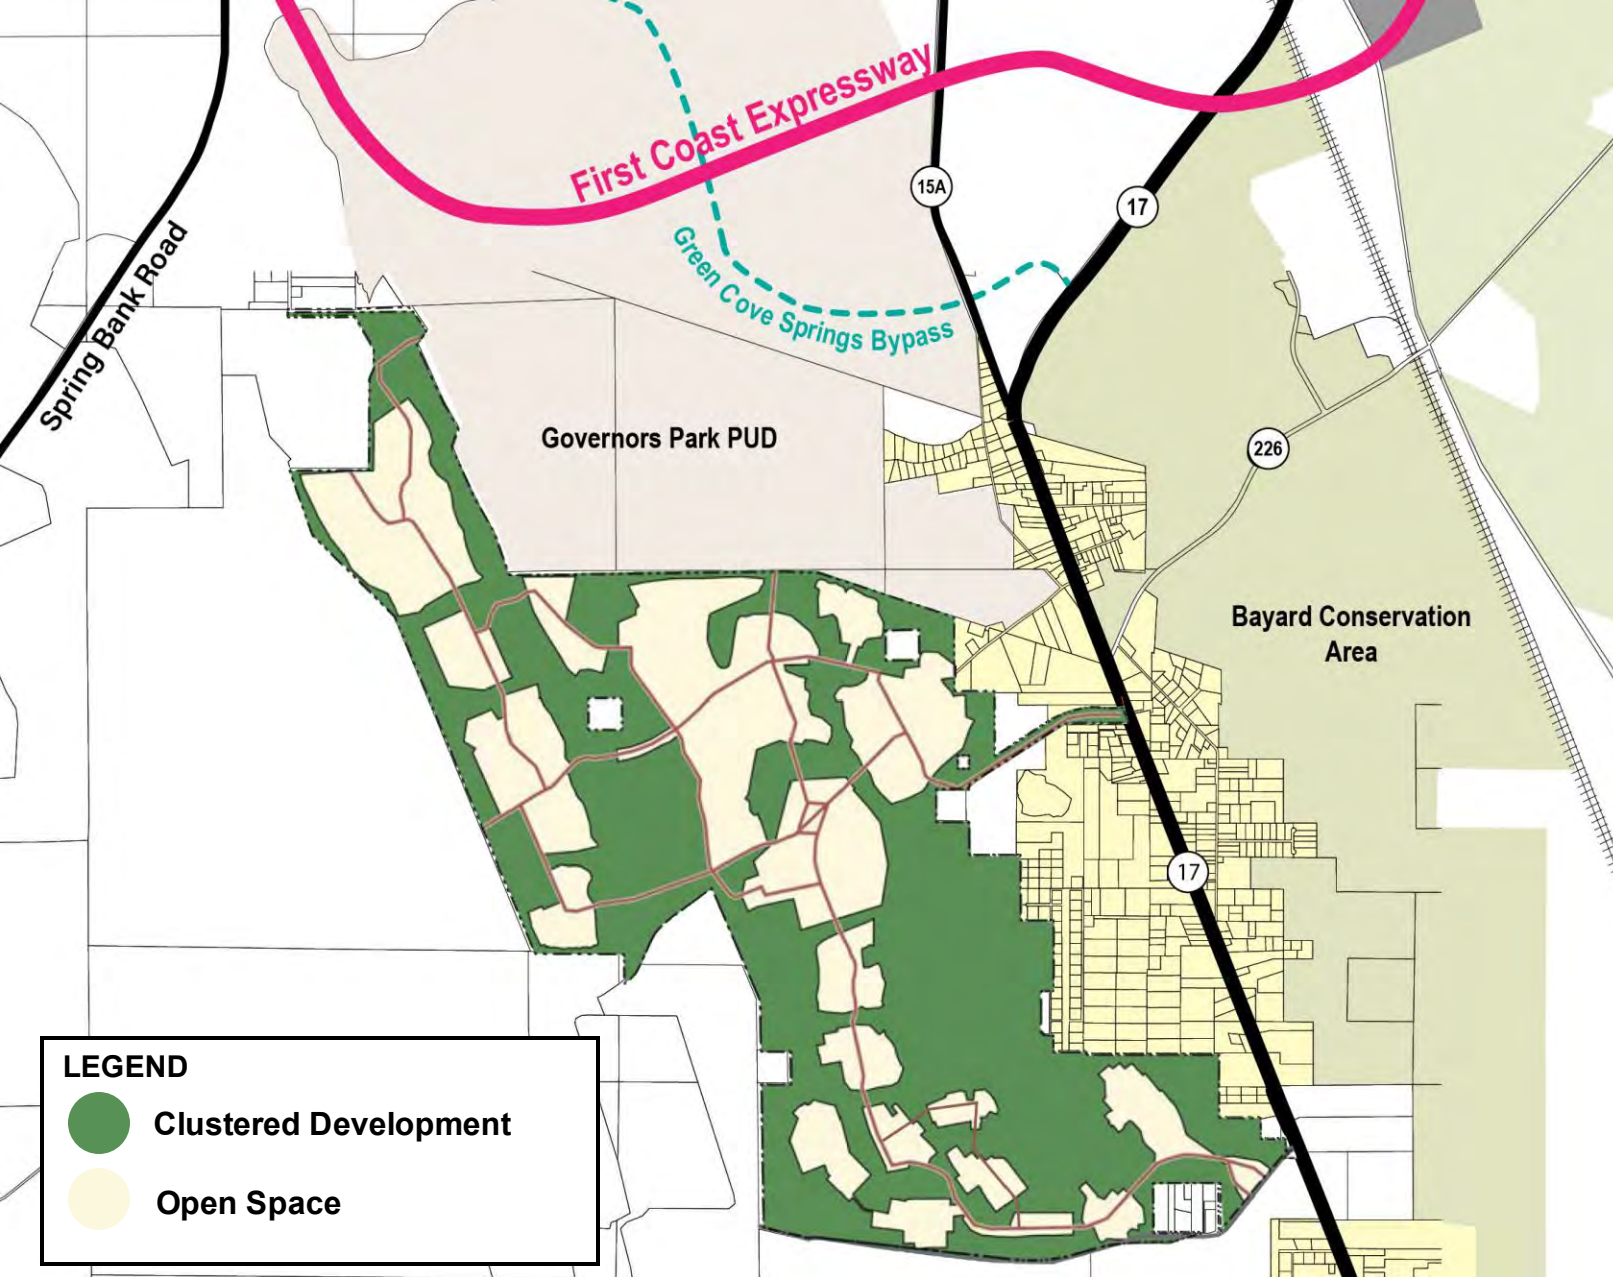 First Coast Expressway
15A
17
Green Cove Springs Bypass
Spring Bank Road
Governors Park PUD
226
Bayard Conservation
Area
17
LEGEND
Clustered Development
Open Space